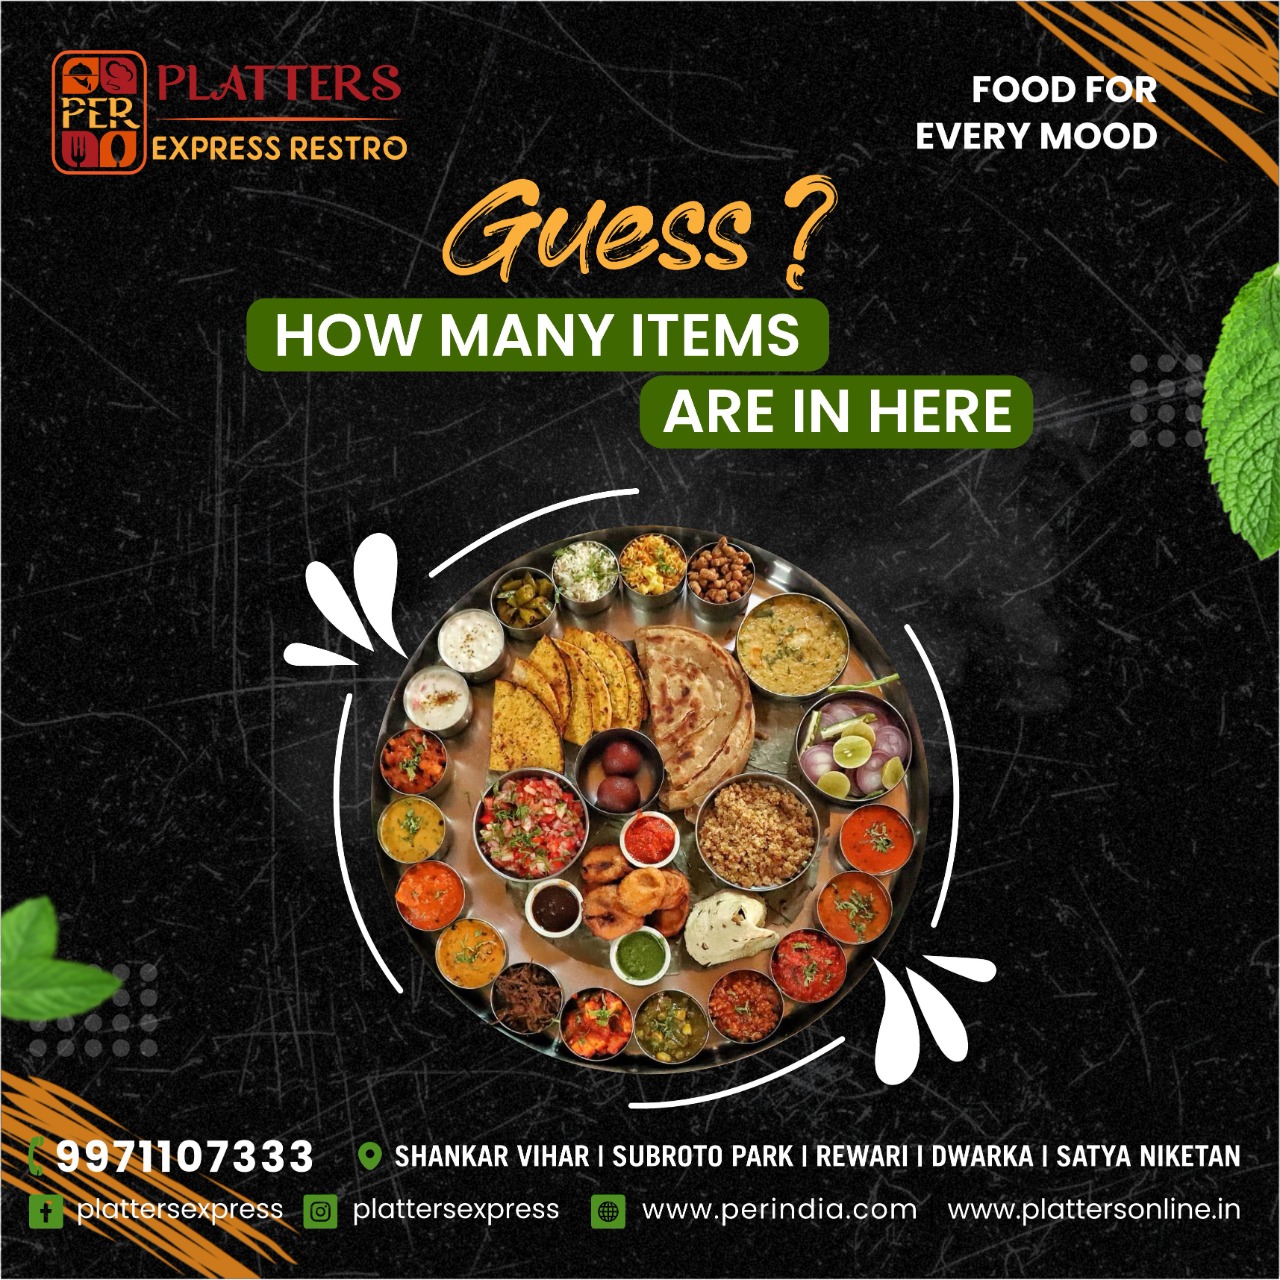 PER
PLATTERS
EXPRESS RESTRO
FOOD FOR
EVERY MOOD
Guess ?
HOW MANY ITEMS
ARE IN HERE
9971107333
SHANKAR VIHAR | SUBROTO PARK | REWARI | DWARKA | SATYA NIKETAN
plattersexpress
plattersexpress
www.perindia.com
www.plattersonline.in